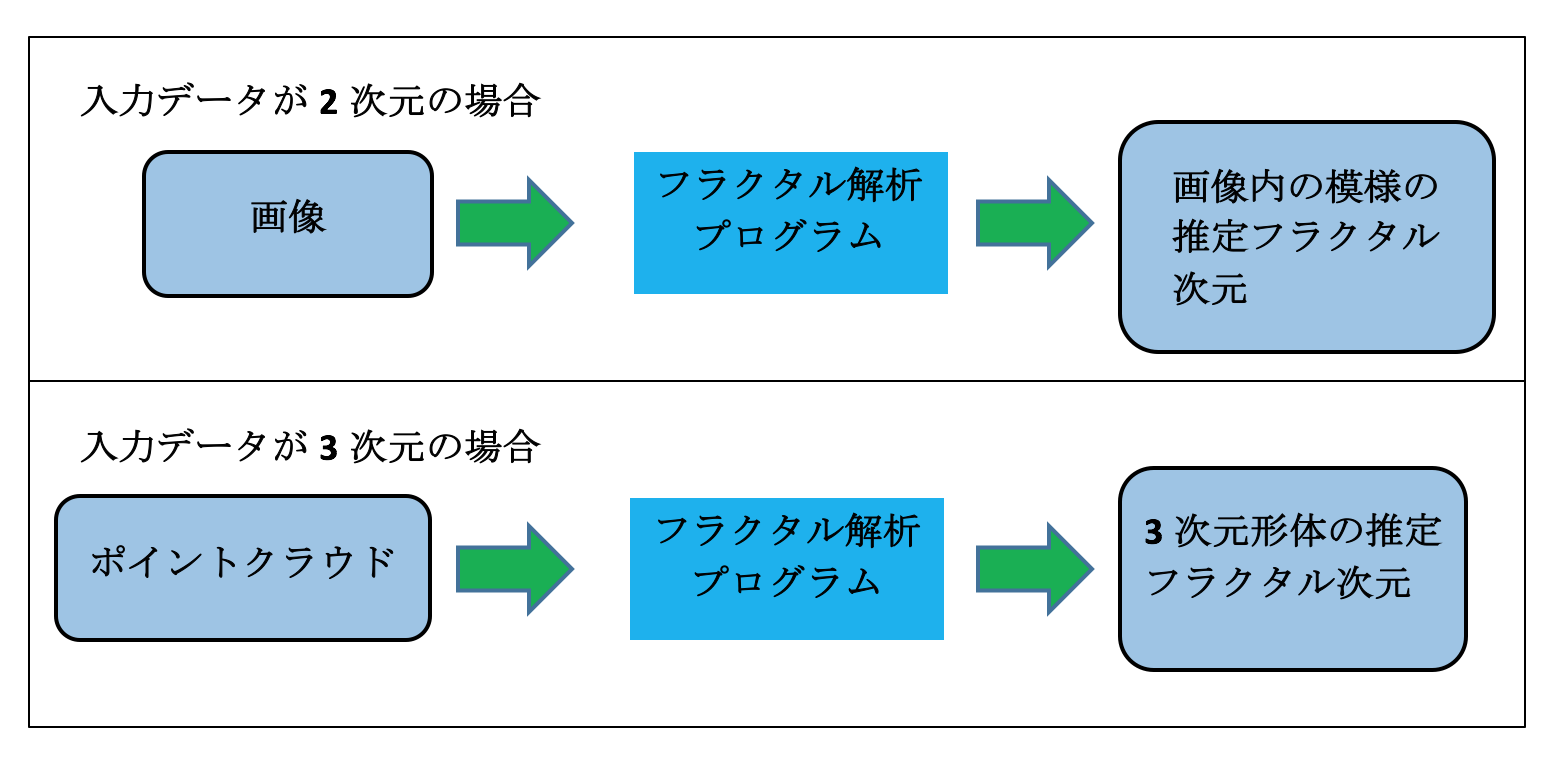 入力データが 2 次元の場合
画像
フラクタル解析
プログラム
画像内の模様の
推定フラクタル
次元
入力データが 3 次元の場合
ポイントクラウド
フラクタル解析
プログラム
3 次元形体の推定
フラクタル次元